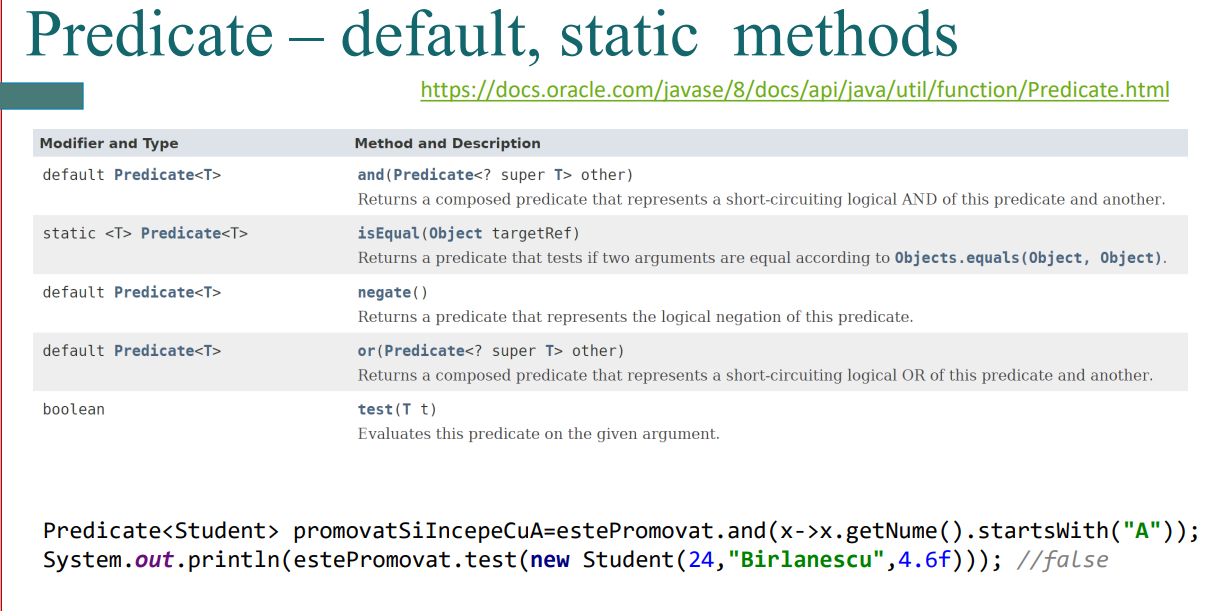 Predicate – default, static methods
https://docs.oracle.com/javase/8/docs/api/java/util/function/Predicate.html
Modifier and Type Method and Description
default Predicate<T> and(Predicate<? super T> other)
Returns a composed predicate that represents a short-circuiting logical AND of this predicate and another.
static <T> Predicate<T> isEqual(Object targetRef)
Returns a predicate that tests if two arguments are equal according to Objects.equals(Object, Object).
default Predicate<T> negate()
Returns a predicate that represents the logical negation of this predicate.
default Predicate<T> or(Predicate<? super T> other)
Returns a composed predicate that represents a short-circuiting logical OR of this predicate and another.
boolean test(T t)
Evaluates this predicate on the given argument.
Predicate<Student> promovatSiIncepeCuA=estePromovat.and(x->x.getNume().startsWith("A"));
System.out.println(estePromovat.test(new Student(24,"Birlanescu",4.6f))); //false